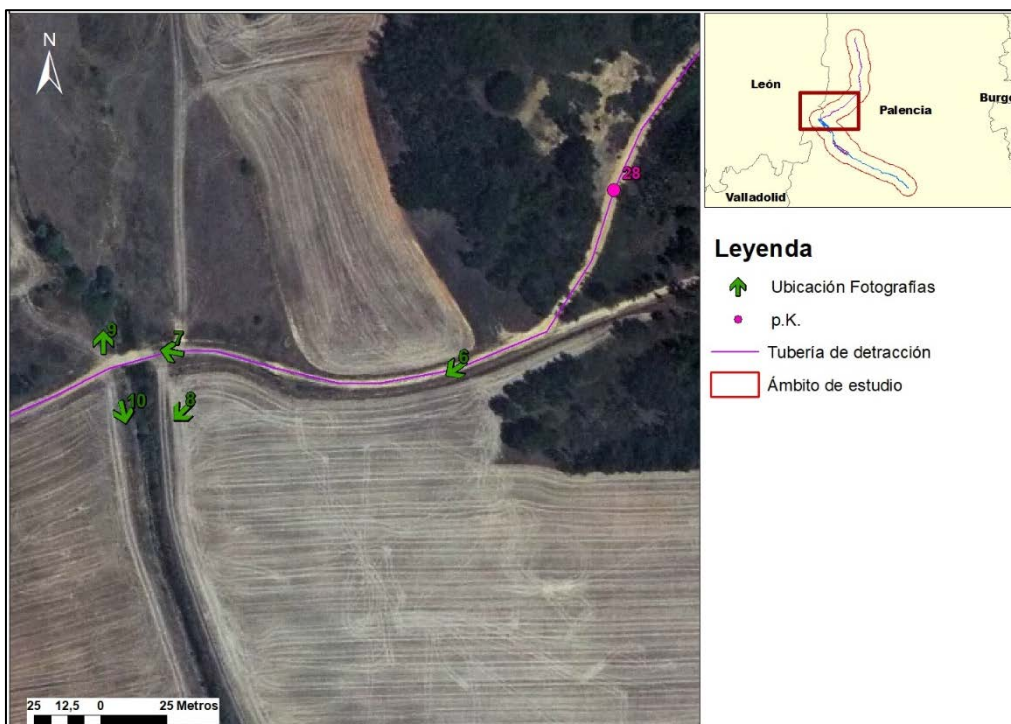 N
28
9
7
6
10
8
25 12,5 0 25 Metros
León
Palencia
Burgo
Valladolid
Leyenda
Ubicación Fotografías
p.K.
Tubería de detracción
Ámbito de estudio